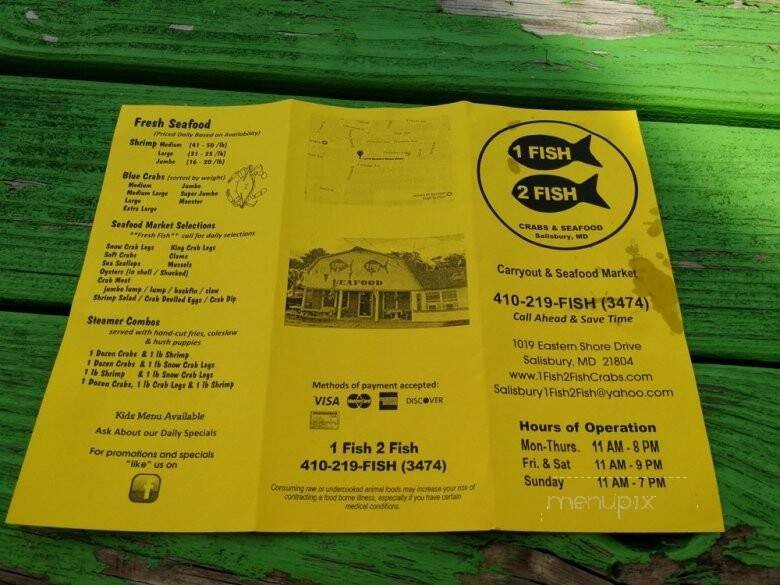 Fresh Seafood
(Priced Daily Based on Availability)
Shrimp Medium (41 - 50 /lb)
Large (31 - 35 /lb)
Jumbo (16 - 20 /lb)
Blue Crabs (sorted by weight)
Medium Jumbo
Medium Large Super Jumbo
Large Monster
Extra Large
Seafood Market Selections
**Fresh Fish** call for daily selections
Snow Crab Legs King Crab Legs
Soft Crabs Clams
Sea Scallops Mussels
Oysters (in shell / Shucked)
Crab Meat
jumbo lump / lump / backfin / claw
Shrimp Salad / Crab Deviled Eggs / Crab Dip
Steamer Combos
served with hand-cut fries, coleslaw
& hush puppies
1 Dozen Crabs & 1 lb Shrimp
1 Dozen Crabs & 1 lb Snow Crab Legs
1 lb Shrimp & 1 lb Snow Crab Legs
1 Dozen Crabs, 1 lb Crab Legs & 1 lb Shrimp
Kids Menu Available
Ask About our Daily Specials
For promotions and specials
"like" us on
f
SEAFOOD
Methods of payment accepted:
VISA DISCOVER
1 Fish 2 Fish
410-219-FISH (3474)
Consuming raw or undercooked animal foods may increase your risk of
contracting a food borne illness, especially if you have certain
medical conditions.
1 FISH
2 FISH
CRABS & SEAFOOD
Salisbury, MD
Carryout & Seafood Market
410-219-FISH (3474)
Call Ahead & Save Time
1019 Eastern Shore Drive
Salisbury, MD 21804
www.1Fish2FishCrabs.com
Salisbury1Fish2Fish@yahoo.com
Hours of Operation
Mon-Thurs. 11 AM - 8 PM
Fri. & Sat 11 AM - 9 PM
Sunday 11 AM - 7 PM
menupix